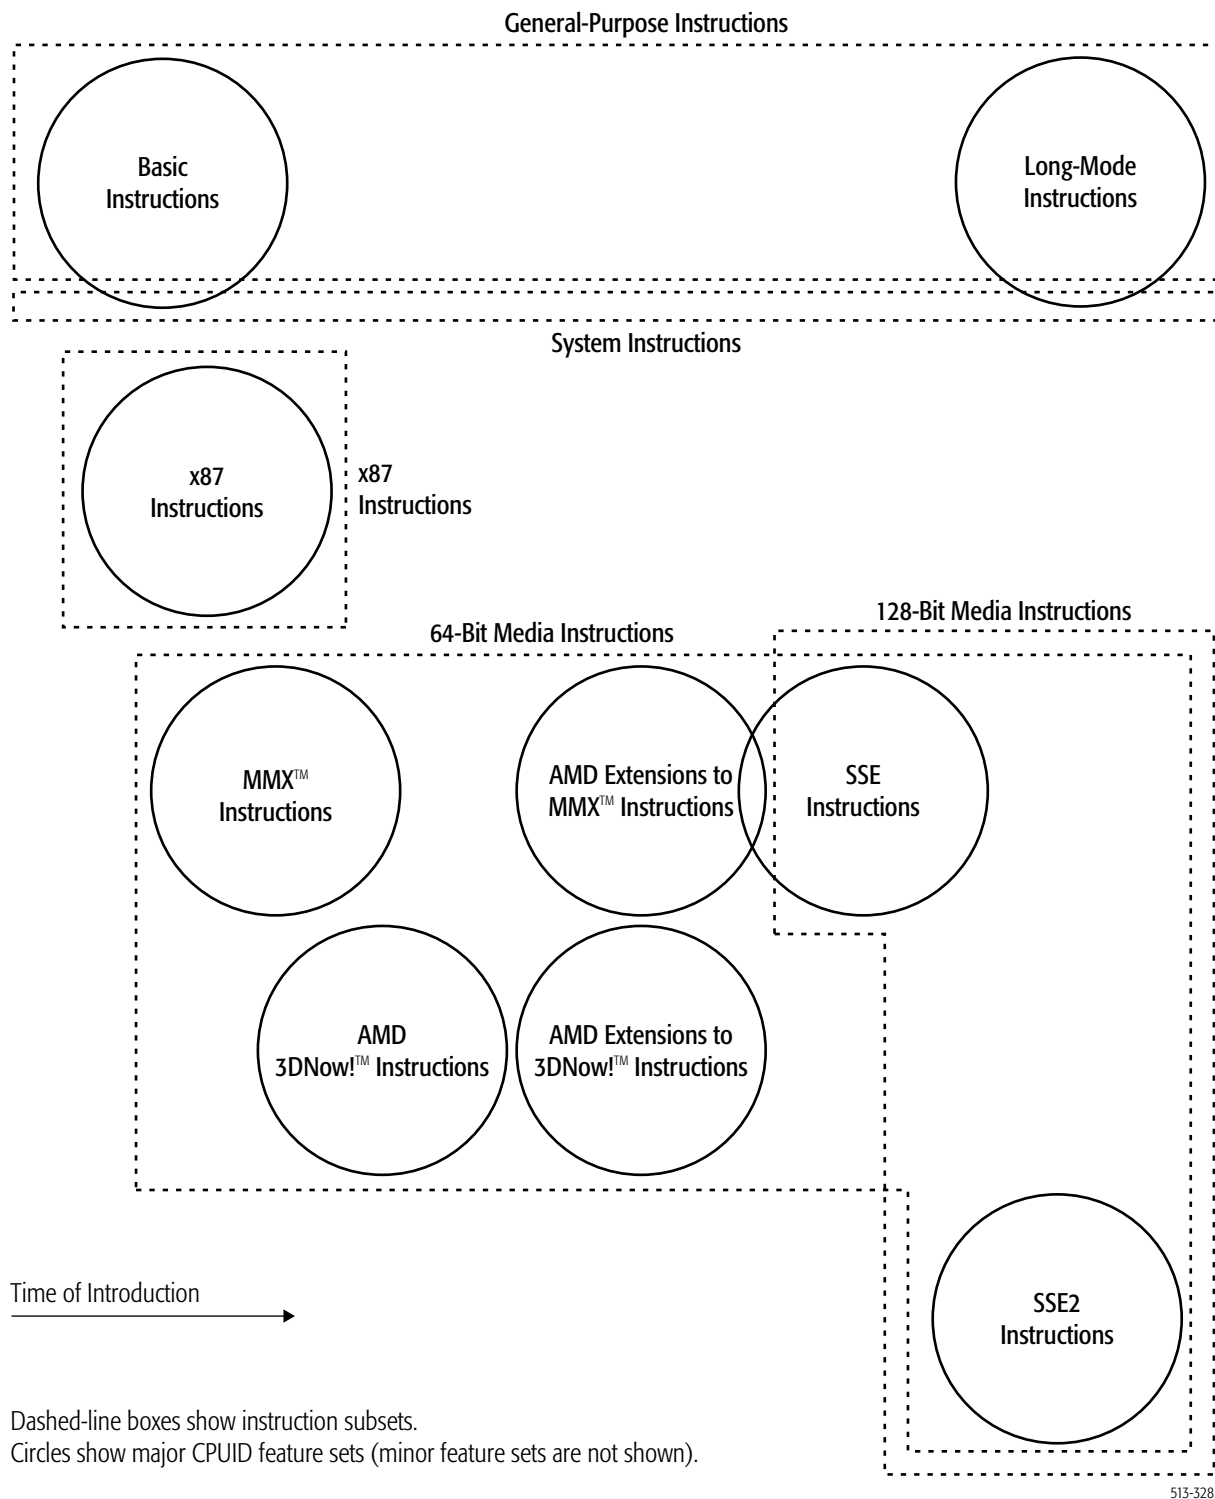 General-Purpose Instructions
Basic
Instructions
Long-Mode
Instructions
System Instructions
x87
Instructions
x87
Instructions
128-Bit Media Instructions
64-Bit Media Instructions
MMX™
Instructions
AMD Extensions to
MMX™ Instructions
SSE
Instructions
AMD
3DNow!™ Instructions
AMD Extensions to
3DNow!™ Instructions
Time of Introduction
SSE2
Instructions
Dashed-line boxes show instruction subsets.
Circles show major CPUID feature sets (minor feature sets are not shown).
513-328